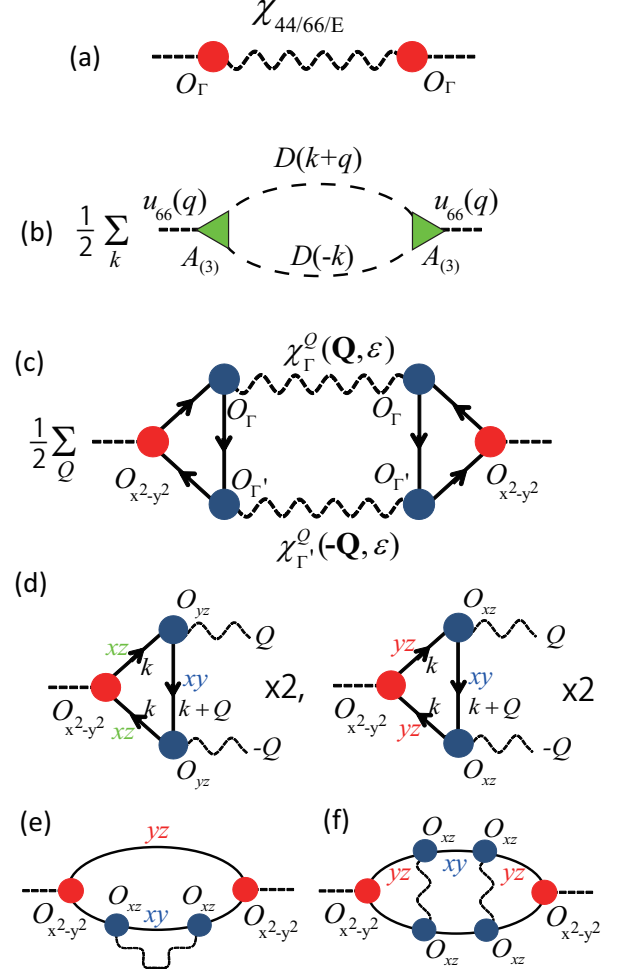 χ44/66/E
(a)
OΓ OΓ
D(k+q)
u66(q) u66(q)
(b) 1/2 Σk
A(3) D(-k) A(3)
(c) χΓ^Q(Q,ε)
OΓ OΓ
1/2 ΣQ
Ox²-y² OΓ' OΓ' Ox²-y²
χΓ'^Q(-Q,ε)
(d)
Oyz Oxz
xz Q yz Q
k k
xy x2, xy x2
Ox²-y² k k+Q Ox²-y² k k+Q
xz -Q yz -Q
Oyz Oxz
(e) yz (f) Oxz Oxz
yz xy yz
Oxz xy Oxz
Ox²-y² Ox²-y² Ox²-y² Ox²-y²
Oxz Oxz